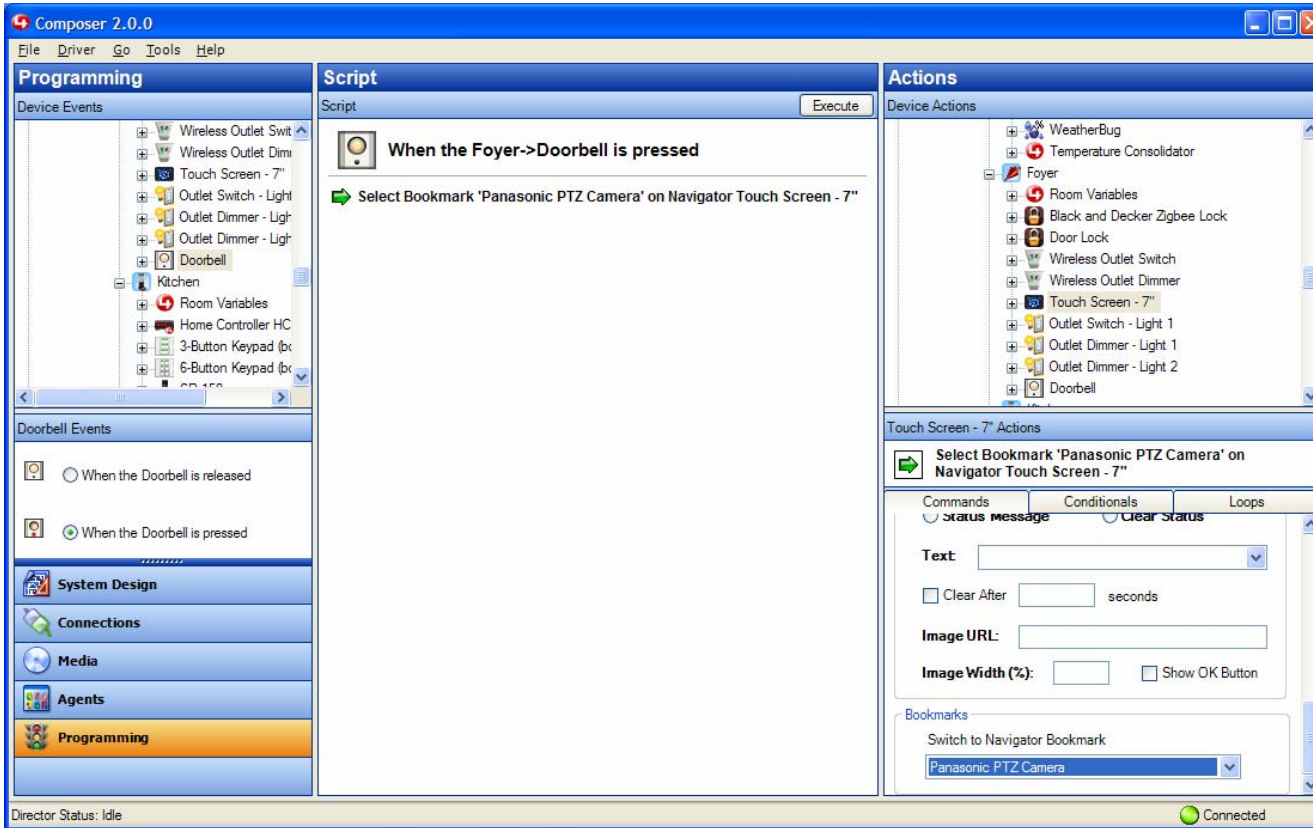 Composer 2.0.0
File Driver Go Tools Help
Programming
Device Events
Wireless Outlet Swit
Wireless Outlet Dim
Touch Screen - 7"
Outlet Switch - Light
Outlet Dimmer - Ligh
Outlet Dimmer - Ligh
Doorbell
Kitchen
Room Variables
Home Controller HC
3-Button Keypad (bo
6-Button Keypad (bo
Doorbell Events
When the Doorbell is released
When the Doorbell is pressed
System Design
Connections
Media
Agents
Programming
Script
Script Execute
When the Foyer->Doorbell is pressed
Select Bookmark 'Panasonic PTZ Camera' on Navigator Touch Screen - 7"
Actions
Device Actions
WeatherBug
Temperature Consolidator
Foyer
Room Variables
Black and Decker Zigbee Lock
Door Lock
Wireless Outlet Switch
Wireless Outlet Dimmer
Touch Screen - 7"
Outlet Switch - Light 1
Outlet Dimmer - Light 1
Outlet Dimmer - Light 2
Doorbell
Touch Screen - 7" Actions
Select Bookmark 'Panasonic PTZ Camera' on
Navigator Touch Screen - 7"
Commands Conditionals Loops
Status Message Clear Status
Text:
Clear After seconds
Image URL:
Image Width (%): Show OK Button
Bookmarks
Switch to Navigator Bookmark
Panasonic PTZ Camera
Director Status: Idle
Connected